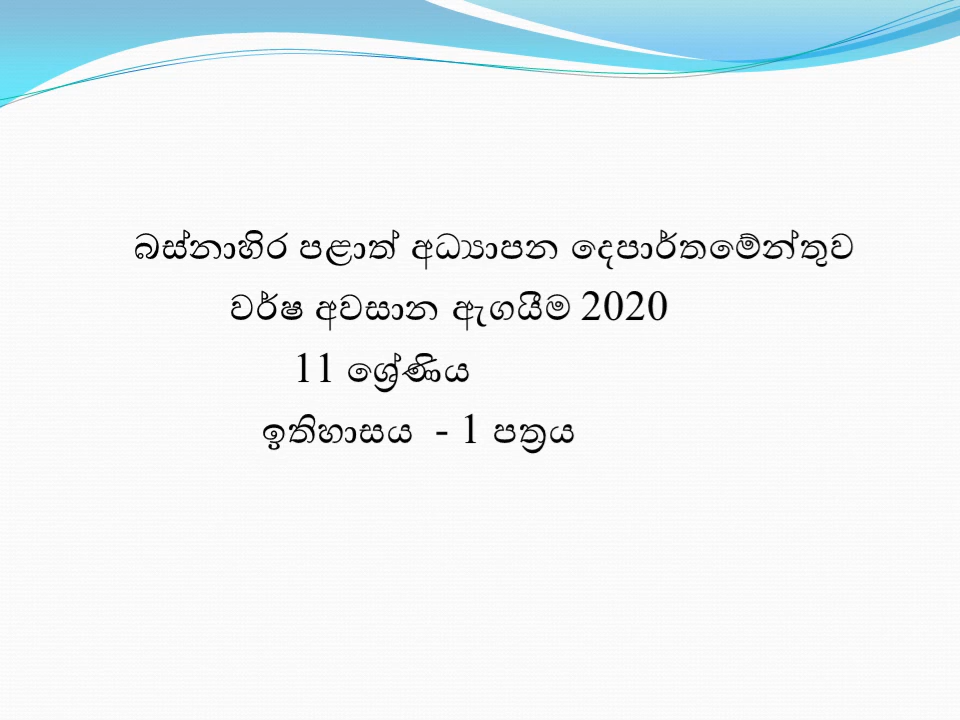 බස්නාහිර පළාත් අධ්‍යාපන දෙපාර්තමේන්තුව
වර්ෂ අවසාන ඇගයීම 2020
11 ශ්‍රේණිය
ඉතිහාසය - 1 පත්‍රය